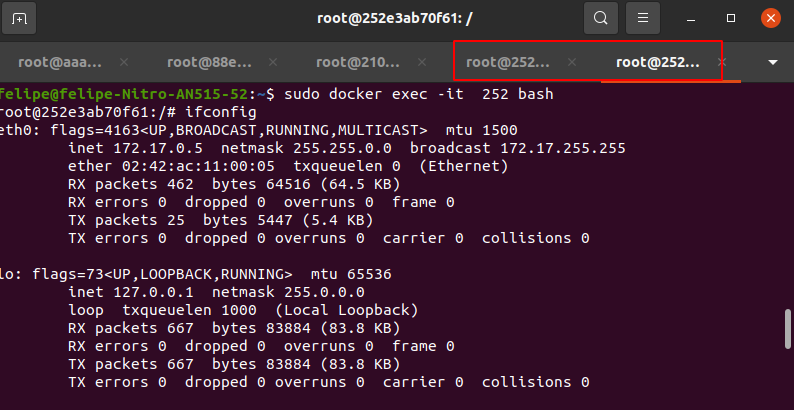 root@252e3ab70f61: /
root@aaa... × root@88e... × root@210... × root@252... × root@252... ×
felipe@felipe-Nitro-AN515-52:~$ sudo docker exec -it  252 bash
root@252e3ab70f61:/# ifconfig
eth0: flags=4163<UP,BROADCAST,RUNNING,MULTICAST>  mtu 1500
        inet 172.17.0.5  netmask 255.255.0.0  broadcast 172.17.255.255
        ether 02:42:ac:11:00:05  txqueuelen 0  (Ethernet)
        RX packets 462  bytes 64516 (64.5 KB)
        RX errors 0  dropped 0  overruns 0  frame 0
        TX packets 25  bytes 5447 (5.4 KB)
        TX errors 0  dropped 0 overruns 0  carrier 0  collisions 0

lo: flags=73<UP,LOOPBACK,RUNNING>  mtu 65536
        inet 127.0.0.1  netmask 255.0.0.0
        loop  txqueuelen 1000  (Local Loopback)
        RX packets 667  bytes 83884 (83.8 KB)
        RX errors 0  dropped 0  overruns 0  frame 0
        TX packets 667  bytes 83884 (83.8 KB)
        TX errors 0  dropped 0 overruns 0  carrier 0  collisions 0